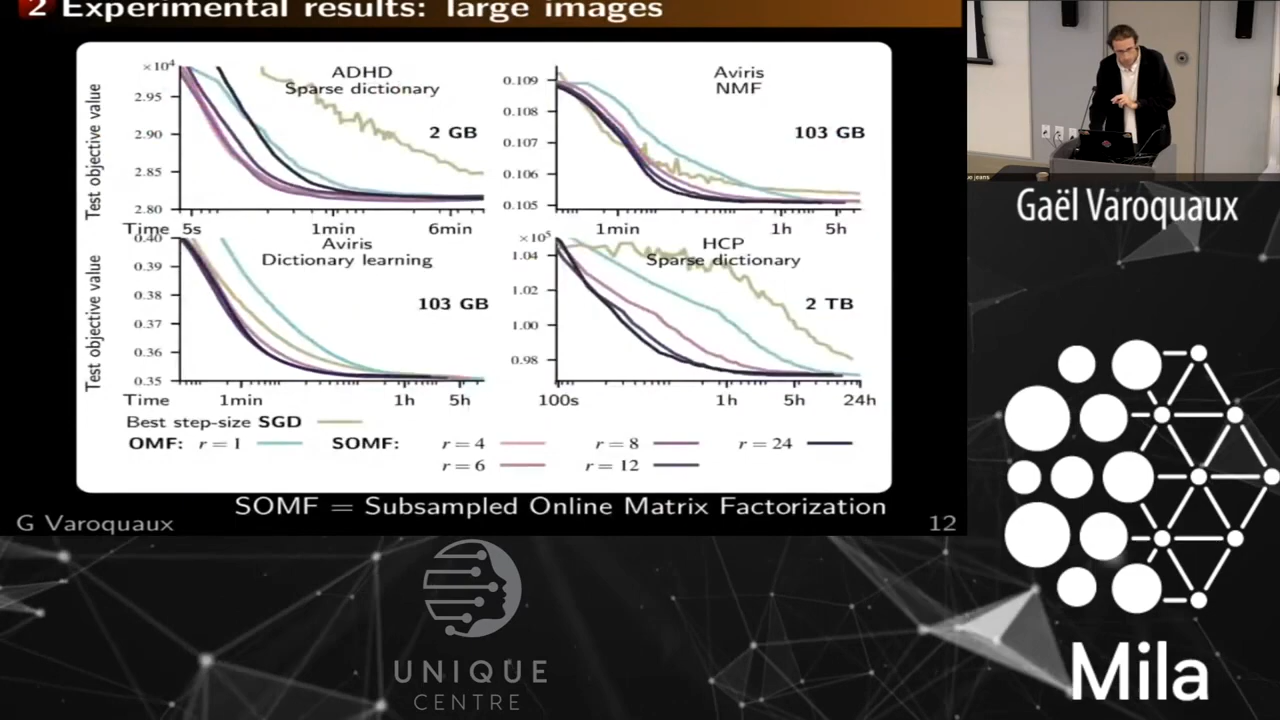 2 Experimental results: large images
×10⁴
ADHD
Sparse dictionary
2 GB
Test objective value
2.95
2.90
2.85
2.80
Time 5s 1min 6min
Aviris
NMF
103 GB
0.109
0.108
0.107
0.106
0.105
1min 1h 5h
Aviris
Dictionary learning
103 GB
Test objective value
0.40
0.39
0.38
0.37
0.36
0.35
Time 1min 1h 5h
×10⁵
HCP
Sparse dictionary
2 TB
1.04
1.02
1.00
0.98
100s 1h 5h 24h
Best step-size SGD
OMF: r = 1 SOMF: r = 4 r = 8 r = 24
r = 6 r = 12
SOMF = Subsampled Online Matrix Factorization
G Varoquaux 12
Gaël Varoquaux
Mila
UNIQUE
CENTRE